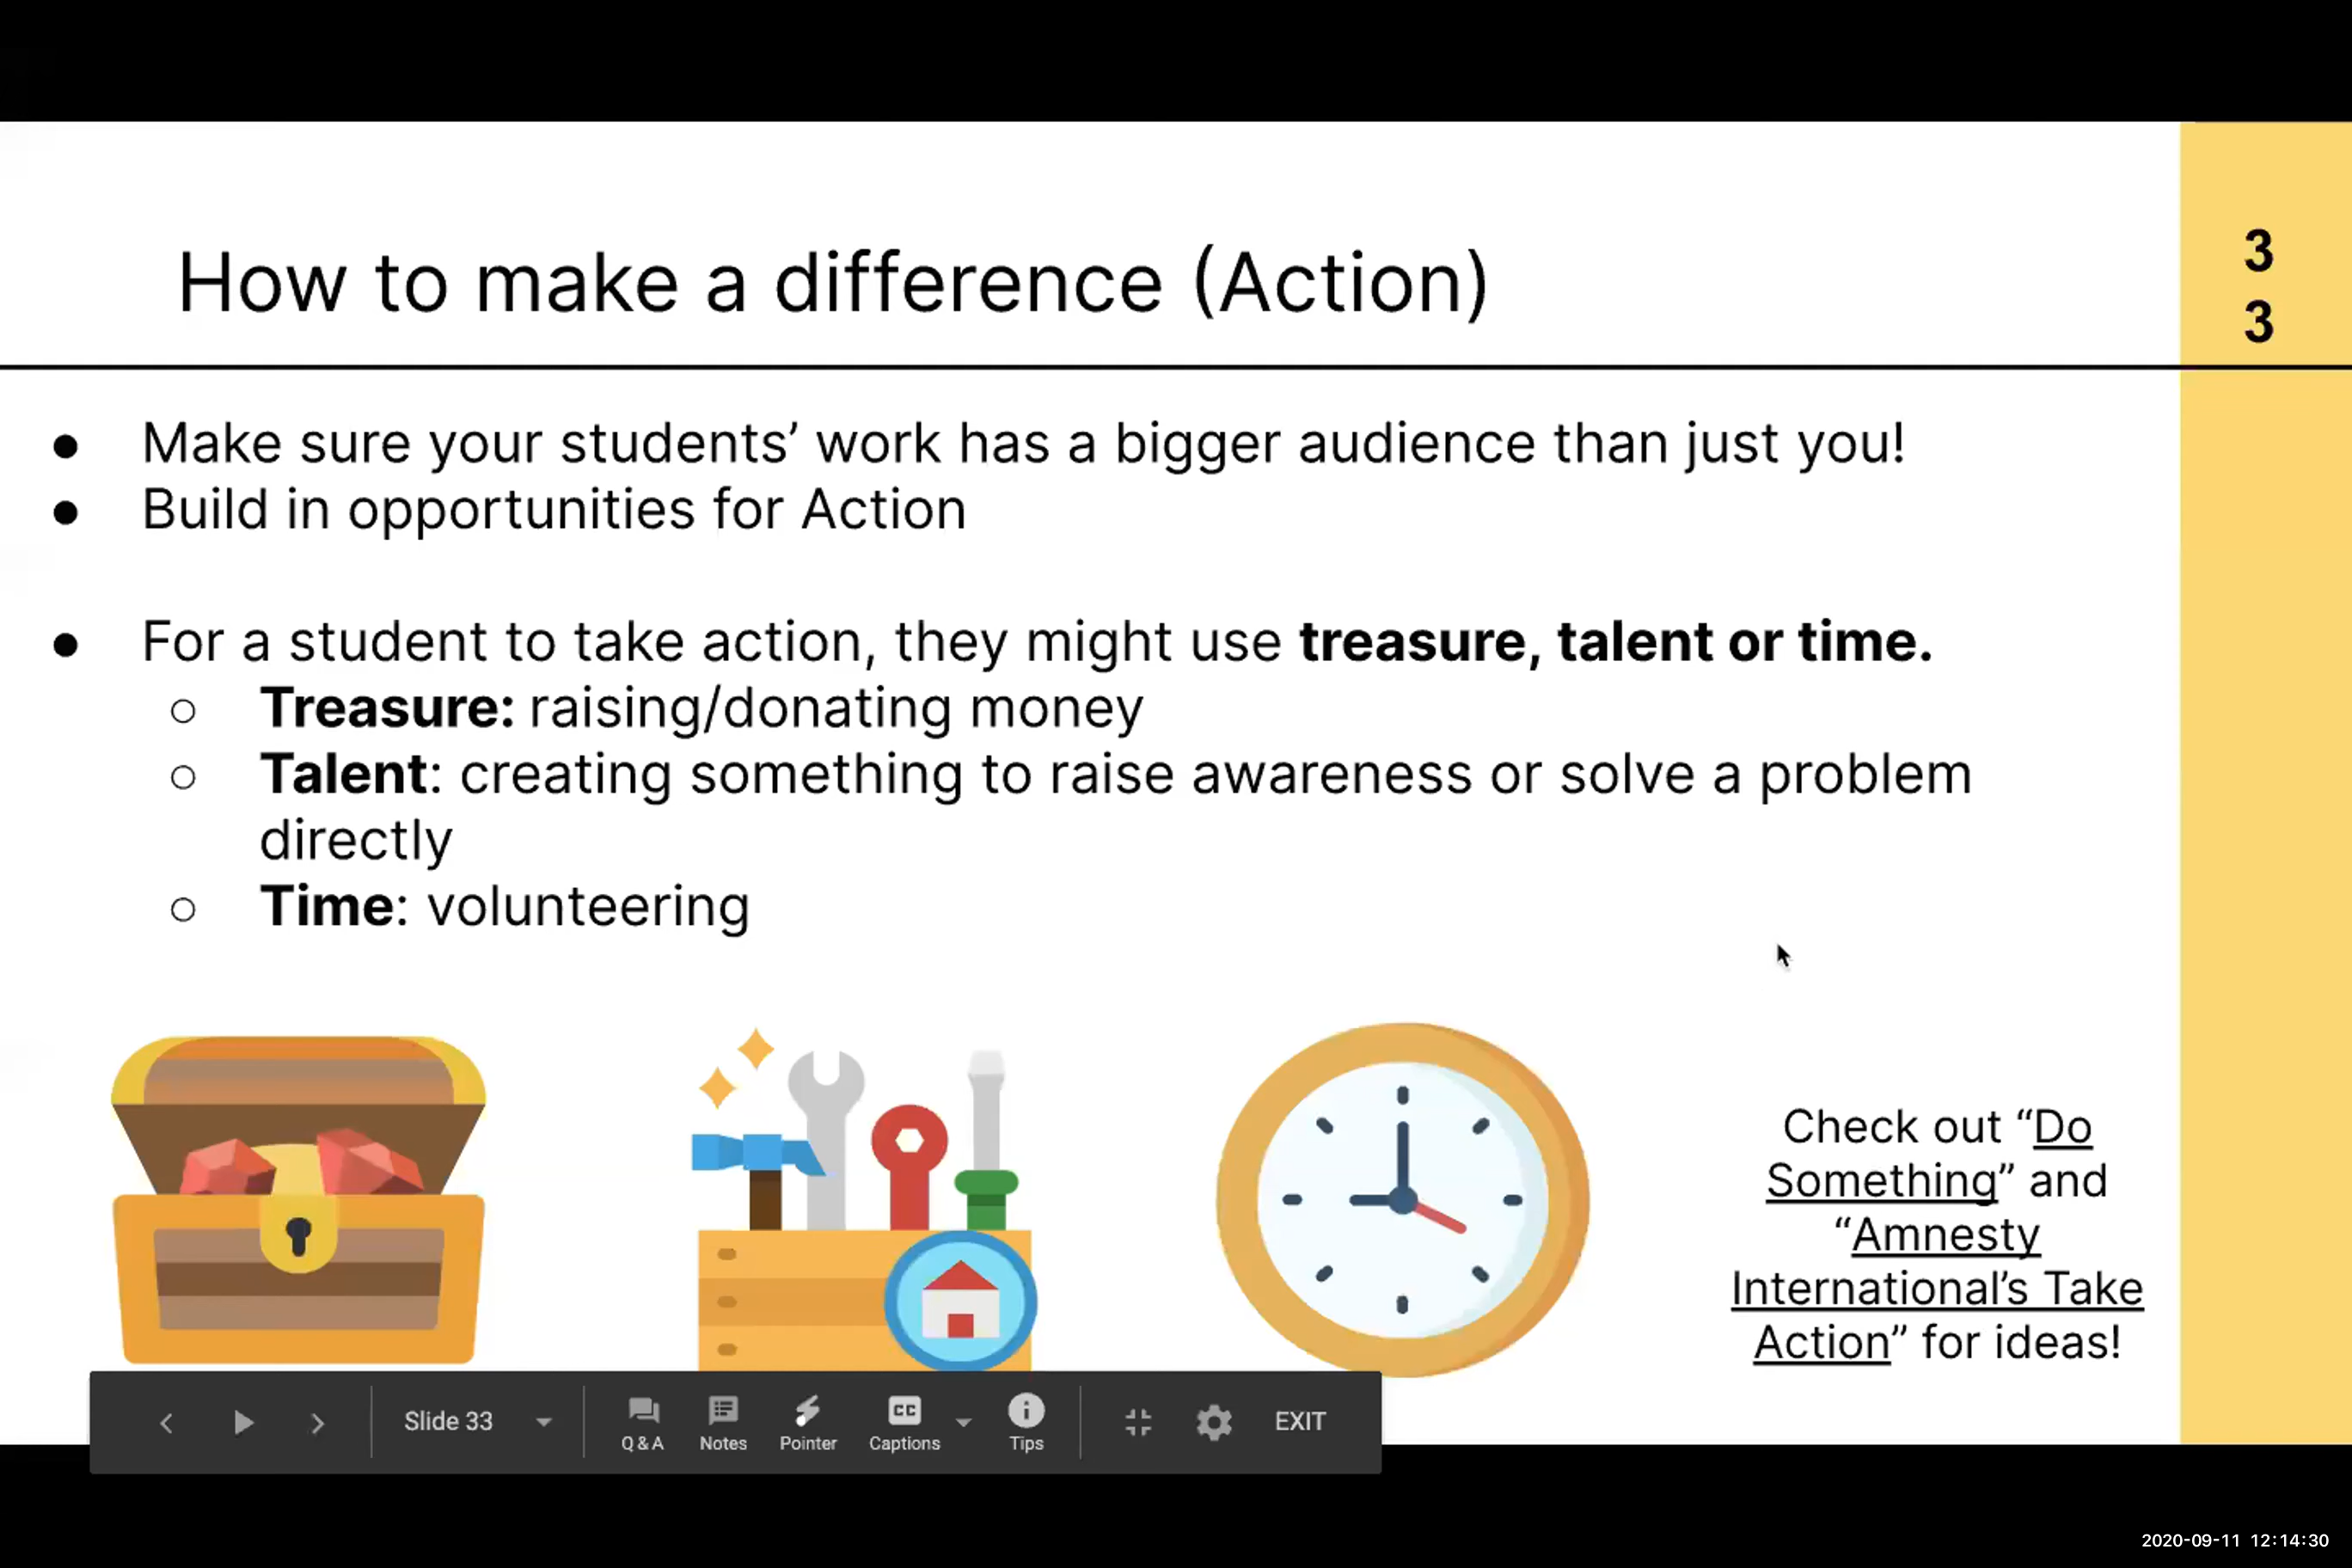 How to make a difference (Action)
3
3
● Make sure your students’ work has a bigger audience than just you!
● Build in opportunities for Action
● For a student to take action, they might use treasure, talent or time.
○ Treasure: raising/donating money
○ Talent: creating something to raise awareness or solve a problem
directly
○ Time: volunteering
Check out “Do
Something” and
“Amnesty
International’s Take
Action” for ideas!
Slide 33
Q & A
Notes
Pointer
CC
Captions
Tips
EXIT
2020-09-11 12:14:30